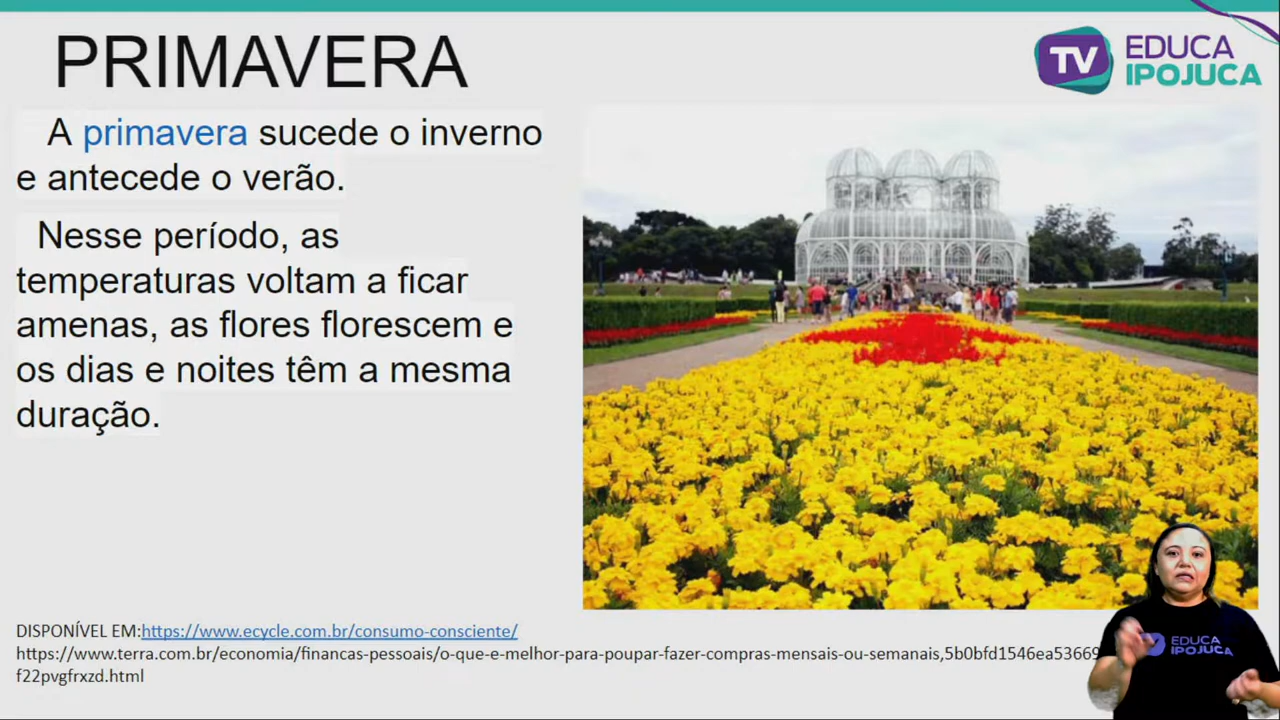 PRIMAVERA
TV EDUCA
IPOJUCA
A primavera sucede o inverno
e antecede o verão.
Nesse período, as
temperaturas voltam a ficar
amenas, as flores florescem e
os dias e noites têm a mesma
duração.
DISPONÍVEL EM:https://www.ecycle.com.br/consumo-consciente/
https://www.terra.com.br/economia/financas-pessoais/o-que-e-melhor-para-poupar-fazer-compras-mensais-ou-semanais,5b0bfd1546ea53669
f22pvgfrxzd.html
EDUCA
IPOJUCA